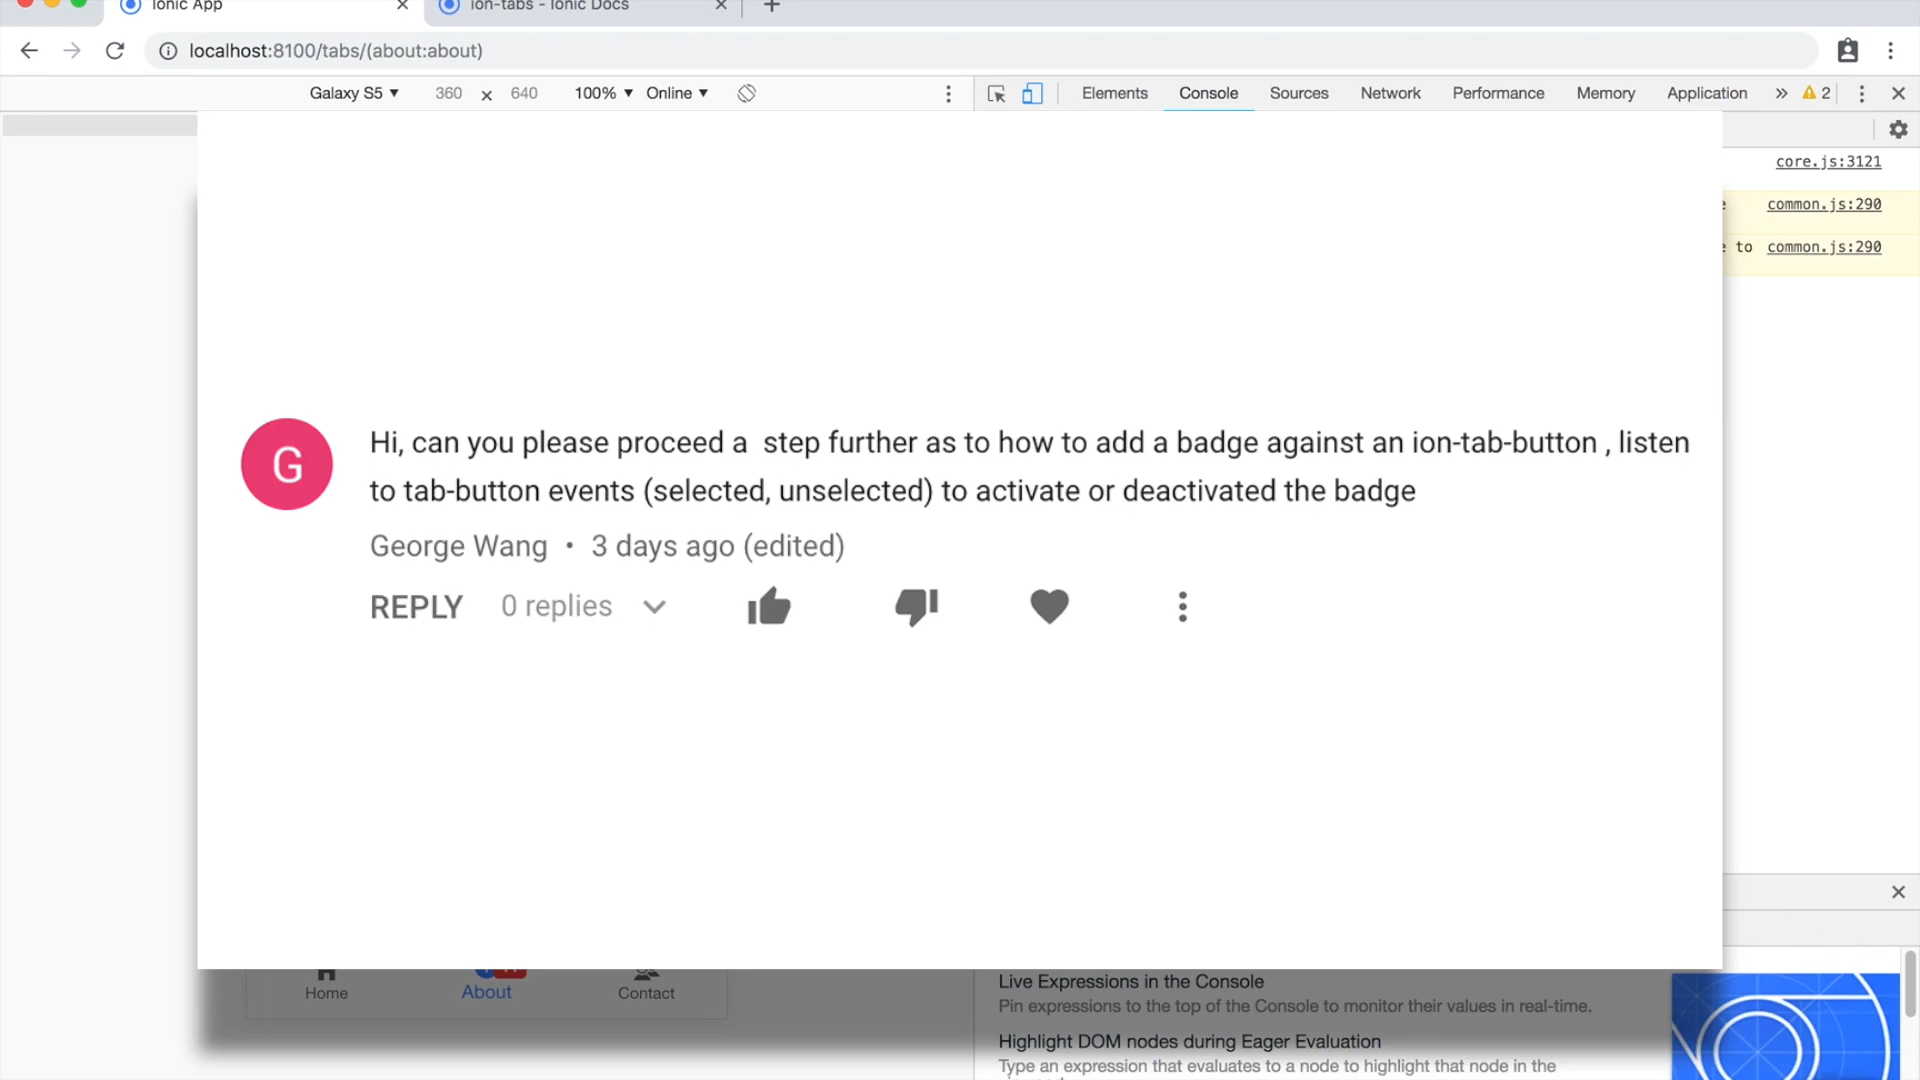 Ionic App
ion-tabs - Ionic Docs
localhost:8100/tabs/(about:about)
Galaxy S5 ▼ 360 x 640 100% ▼ Online ▼
Elements Console Sources Network Performance Memory Application » 2
core.js:3121
common.js:290
to common.js:290
G
Hi, can you please proceed a  step further as to how to add a badge against an ion-tab-button , listen
to tab-button events (selected, unselected) to activate or deactivated the badge
George Wang • 3 days ago (edited)
REPLY 0 replies
Home About Contact
Live Expressions in the Console
Pin expressions to the top of the Console to monitor their values in real-time.
Highlight DOM nodes during Eager Evaluation
Type an expression that evaluates to a node to highlight that node in the